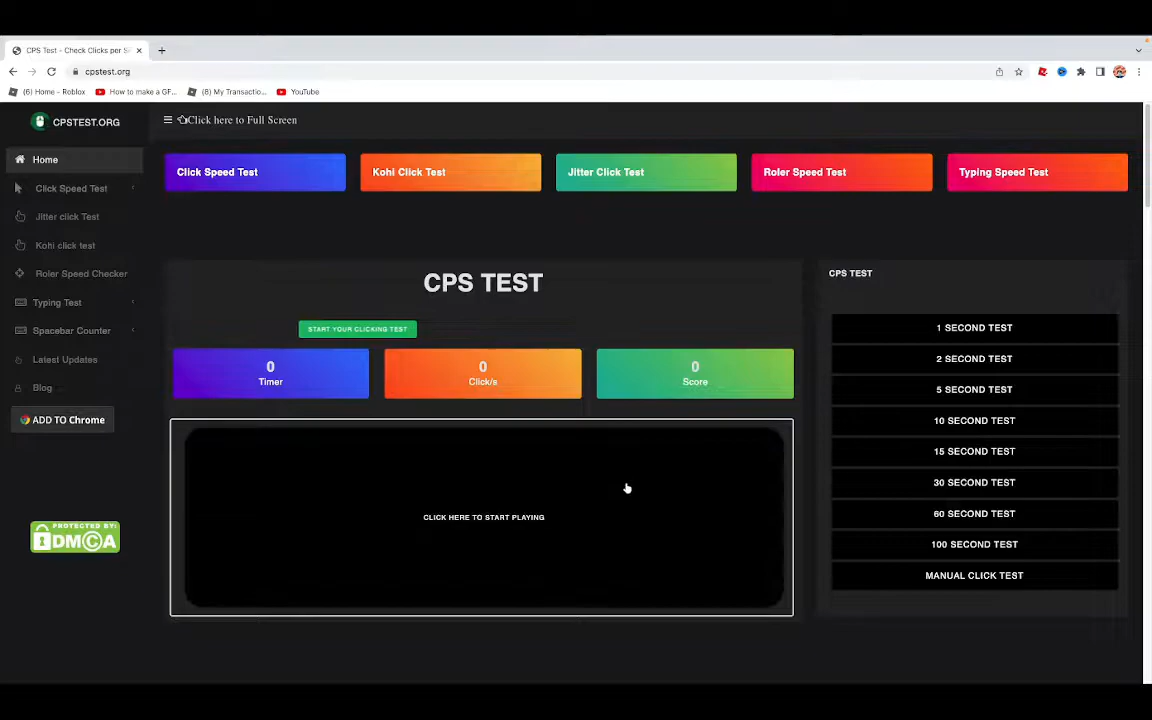 CPS Test - Check Clicks per S
cpstest.org
(6) Home - Roblox
How to make a GF...
(8) My Transactio...
YouTube
CPSTEST.ORG
Click here to Full Screen
Home
Click Speed Test
Jitter click Test
Kohi click test
Roler Speed Checker
Typing Test
Spacebar Counter
Latest Updates
Blog
ADD TO Chrome
PROTECTED BY:
DMCA
Click Speed Test
Kohi Click Test
Jitter Click Test
Roler Speed Test
Typing Speed Test
CPS TEST
START YOUR CLICKING TEST
0
Timer
0
Click/s
0
Score
CLICK HERE TO START PLAYING
CPS TEST
1 SECOND TEST
2 SECOND TEST
5 SECOND TEST
10 SECOND TEST
15 SECOND TEST
30 SECOND TEST
60 SECOND TEST
100 SECOND TEST
MANUAL CLICK TEST